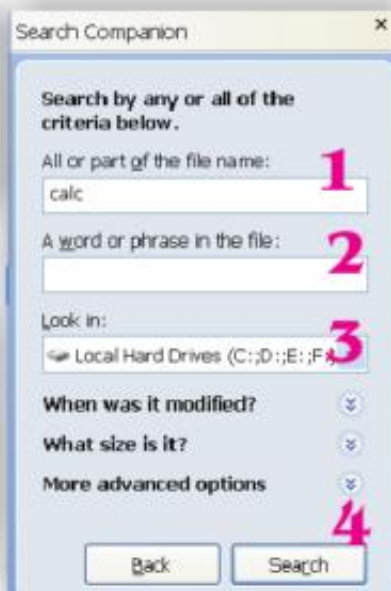 Search Companion
Search by any or all of the
criteria below.
All or part of the file name:
1
calc
A word or phrase in the file:
2
Look in:
3
Local Hard Drives (C:;D:;E:;F:)
When was it modified?
What size is it?
More advanced options
4
Back
Search